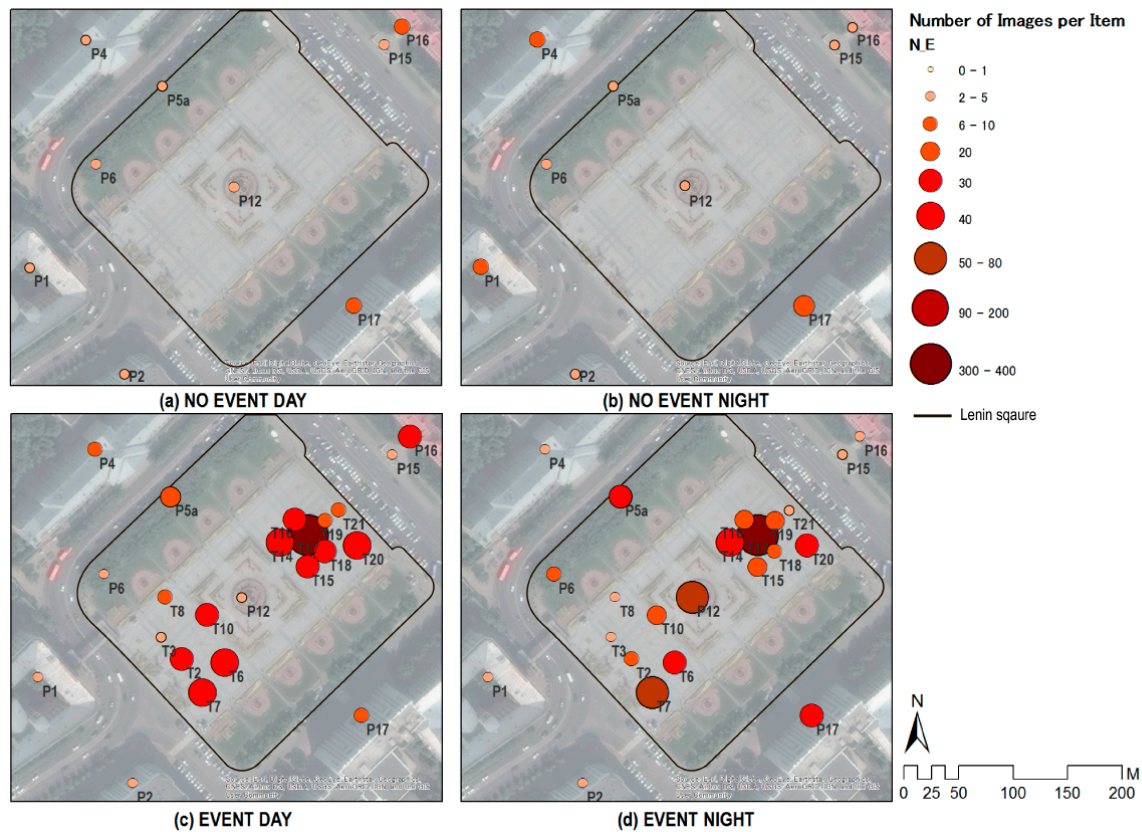 P4
P16
P15
P5a
P6
P12
P1
P17
P2
(a) NO EVENT DAY
P4
P16
P15
P5a
P6
P12
P1
P17
P2
(b) NO EVENT NIGHT
Number of Images per Item
N_E
0 - 1
2 - 5
6 - 10
20
30
40
50 - 80
90 - 200
300 - 400
Lenin sqaure
P4
P16
P15
P5a
T21
T19
T14
T18
T20
T15
P6
T8
P12
T10
T3
T2
T6
T7
P1
P17
P2
(c) EVENT DAY
P4
P16
P15
P5a
T21
T14
T18
T20
T15
P6
T8
P12
T10
T3
T2
T6
T7
P1
P17
P2
(d) EVENT NIGHT
N
M
0 25 50 100 150 200